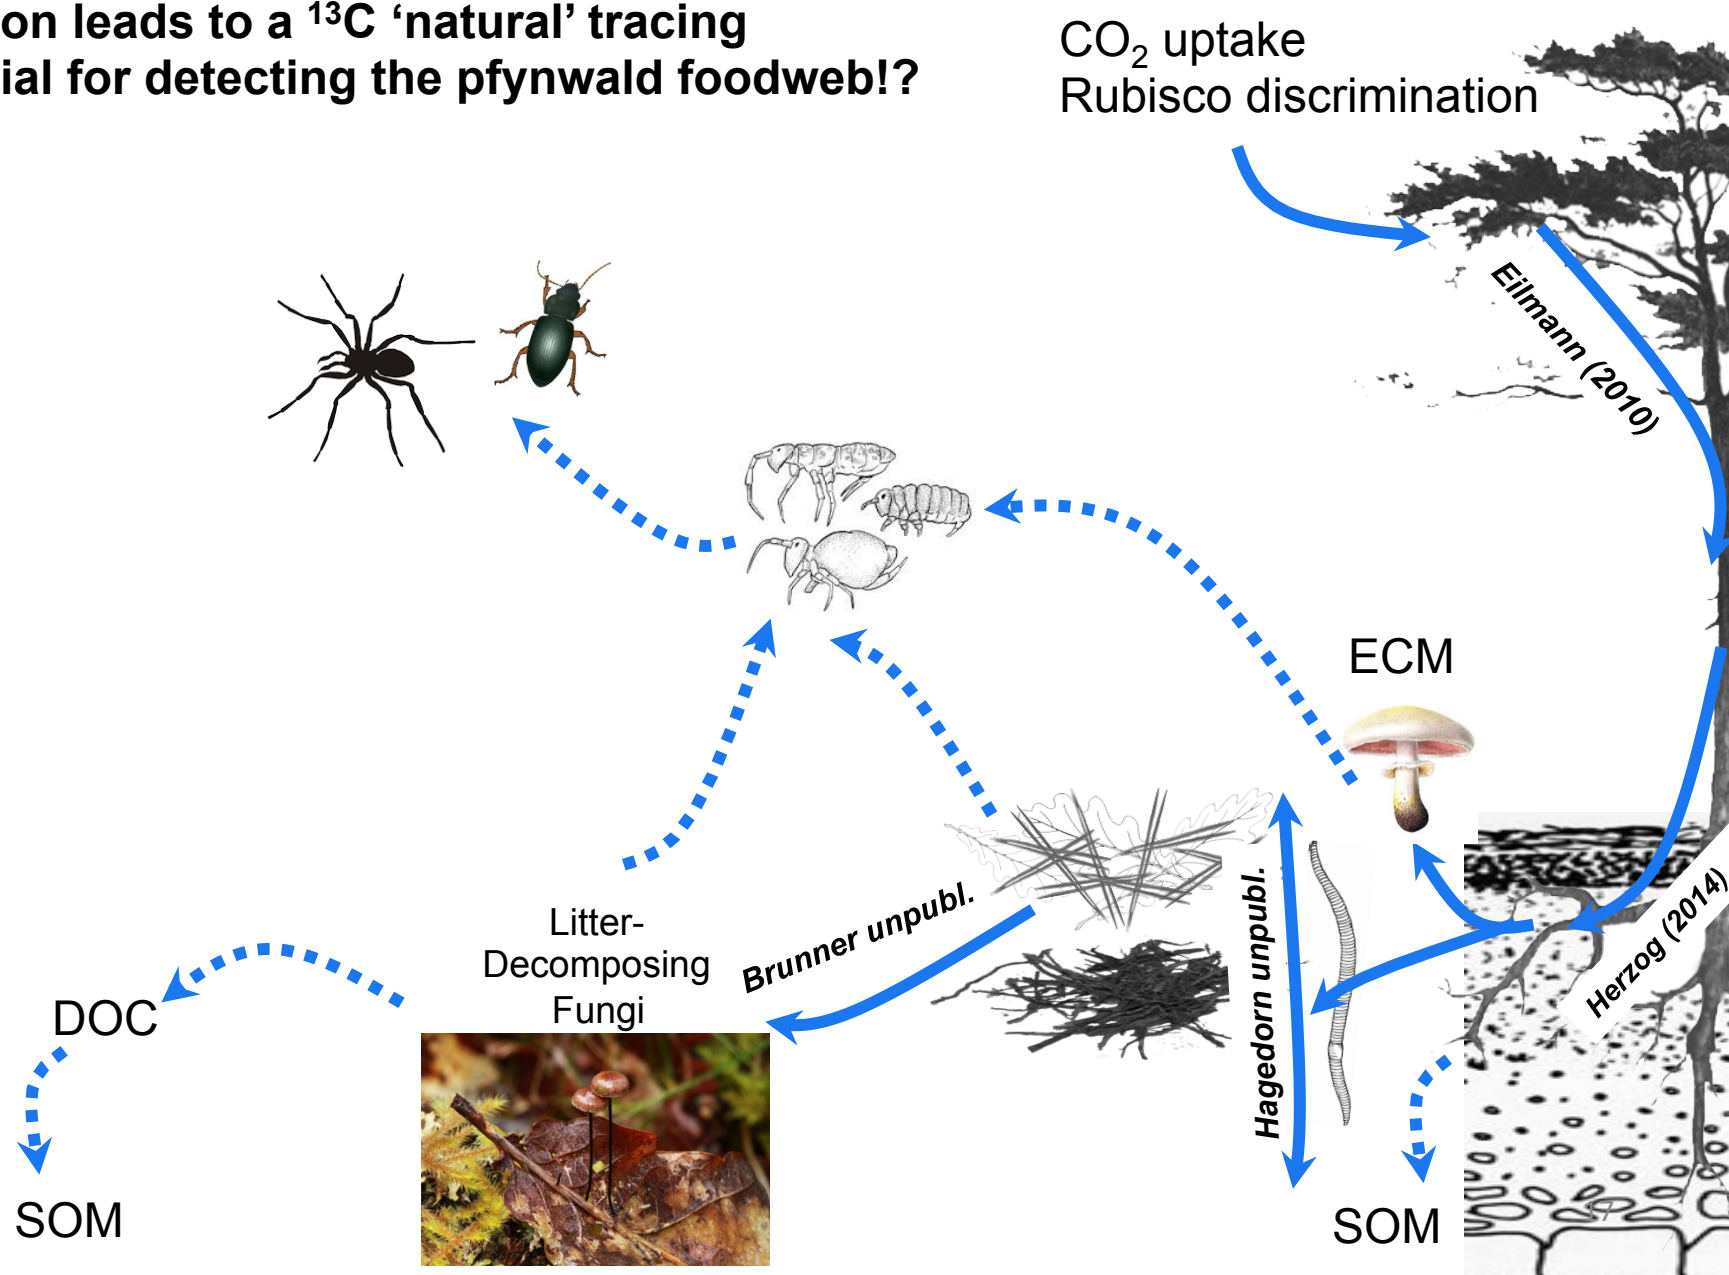 on leads to a ¹³C ‘natural’ tracing
ial for detecting the pfynwald foodweb!?
CO₂ uptake
Rubisco discrimination
Eilmann (2010)
ECM
Herzog (2014)
Hagedorn unpubl.
Brunner unpubl.
Litter-
Decomposing
Fungi
DOC
SOM
SOM
17